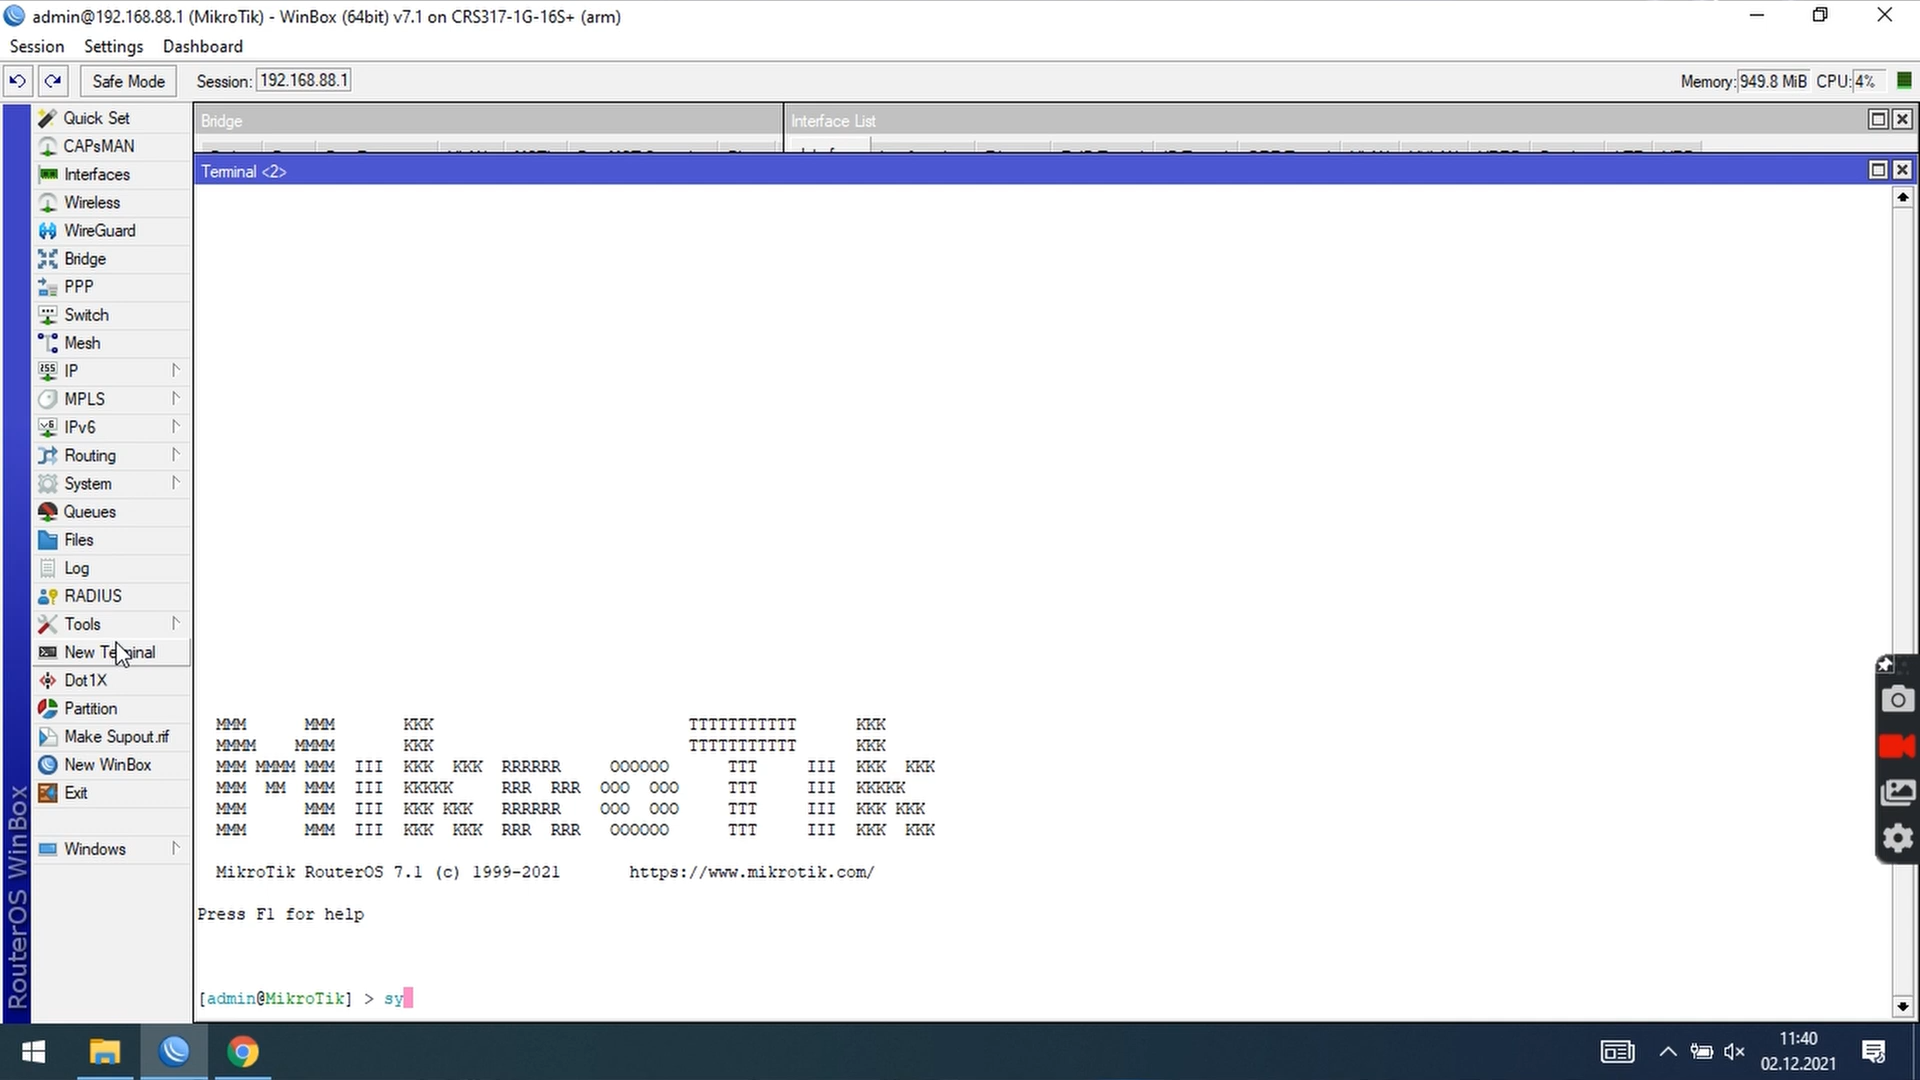 admin@192.168.88.1 (MikroTik) - WinBox (64bit) v7.1 on CRS317-1G-16S+ (arm)
Session Settings Dashboard
Safe Mode Session: 192.168.88.1 Memory: 949.8 MiB CPU: 4%
Quick Set
CAPsMAN
Interfaces
Wireless
WireGuard
Bridge
PPP
Switch
Mesh
IP
MPLS
IPv6
Routing
System
Queues
Files
Log
RADIUS
Tools
New Terminal
Dot1X
Partition
Make Supout.rif
New WinBox
Exit
Windows
RouterOS WinBox
Bridge
Interface List
Terminal <2>
MMM      MMM       KKK                          TTTTTTTTTTT      KKK
MMMM    MMMM       KKK                          TTTTTTTTTTT      KKK
MMM MMMM MMM  III  KKK  KKK  RRRRRR     OOOOOO      TTT     III  KKK  KKK
MMM  MM  MMM  III  KKKKK     RRR  RRR  OOO  OOO     TTT     III  KKKKK
MMM      MMM  III  KKK KKK   RRRRRR    OOO  OOO     TTT     III  KKK KKK
MMM      MMM  III  KKK  KKK  RRR  RRR   OOOOOO      TTT     III  KKK  KKK
MikroTik RouterOS 7.1 (c) 1999-2021       https://www.mikrotik.com/
Press F1 for help
[admin@MikroTik] > sy
11:40
02.12.2021